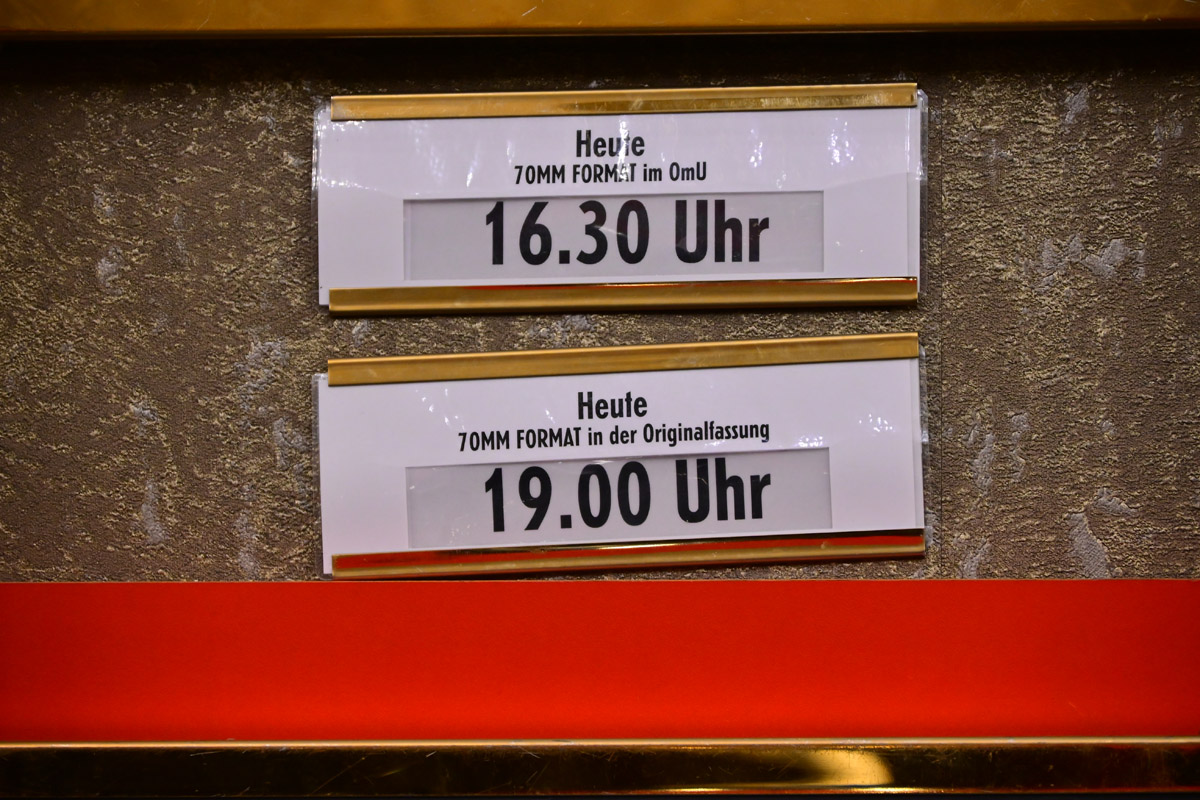 Heute
70MM FORMAT im OmU
16.30 Uhr
Heute
70MM FORMAT in der Originalfassung
19.00 Uhr